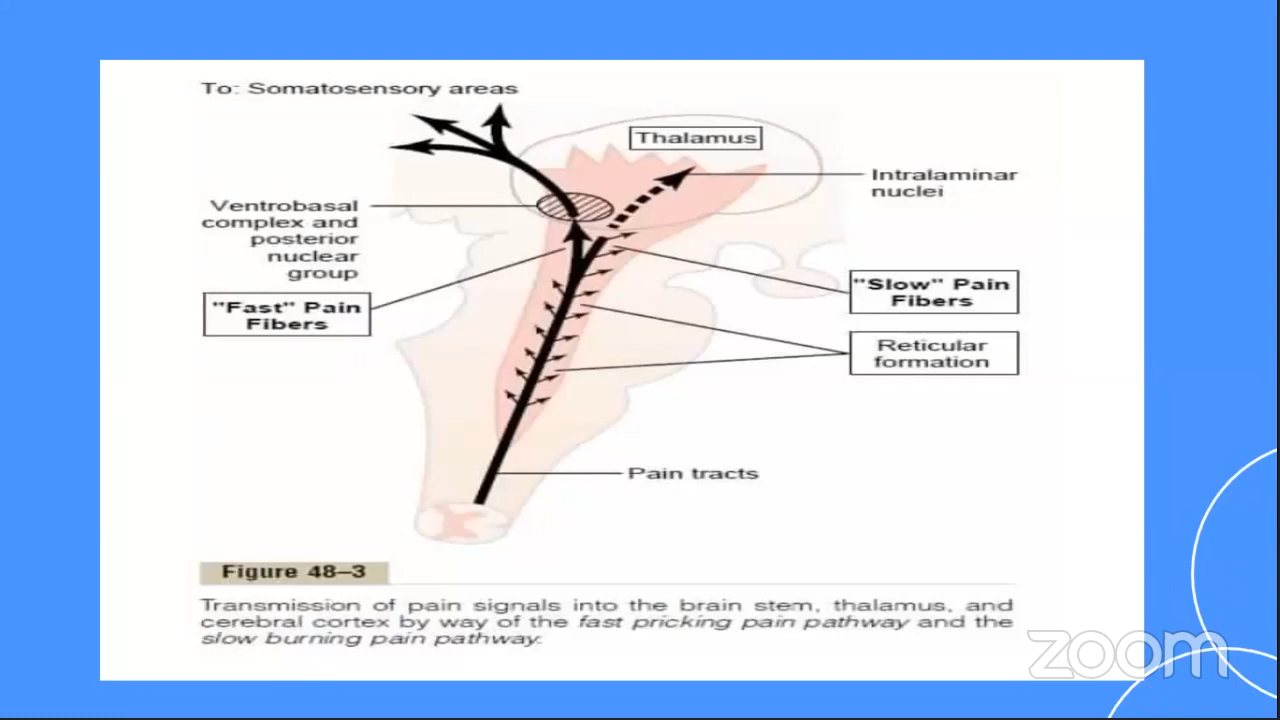 To: Somatosensory areas
Thalamus
Intralaminar
nuclei
Ventrobasal
complex and
posterior
nuclear
group
"Fast" Pain
Fibers
"Slow" Pain
Fibers
Reticular
formation
Pain tracts
Figure 48–3
Transmission of pain signals into the brain stem, thalamus, and
cerebral cortex by way of the fast pricking pain pathway and the
slow burning pain pathway.
zoom